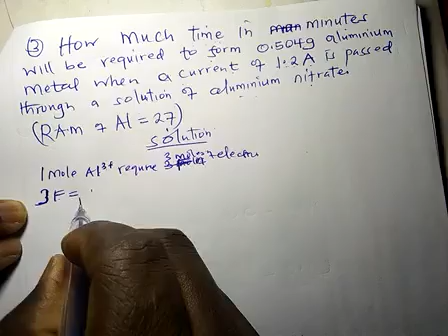 ③ How much time in minutes
will be required to form 0.504g aluminium
metal when a current of 1.2A is passed
through a solution of aluminium nitrates
(RAM of Al = 27)
solution
1 mole Al³⁺ require 3 moles of electrons
3F =